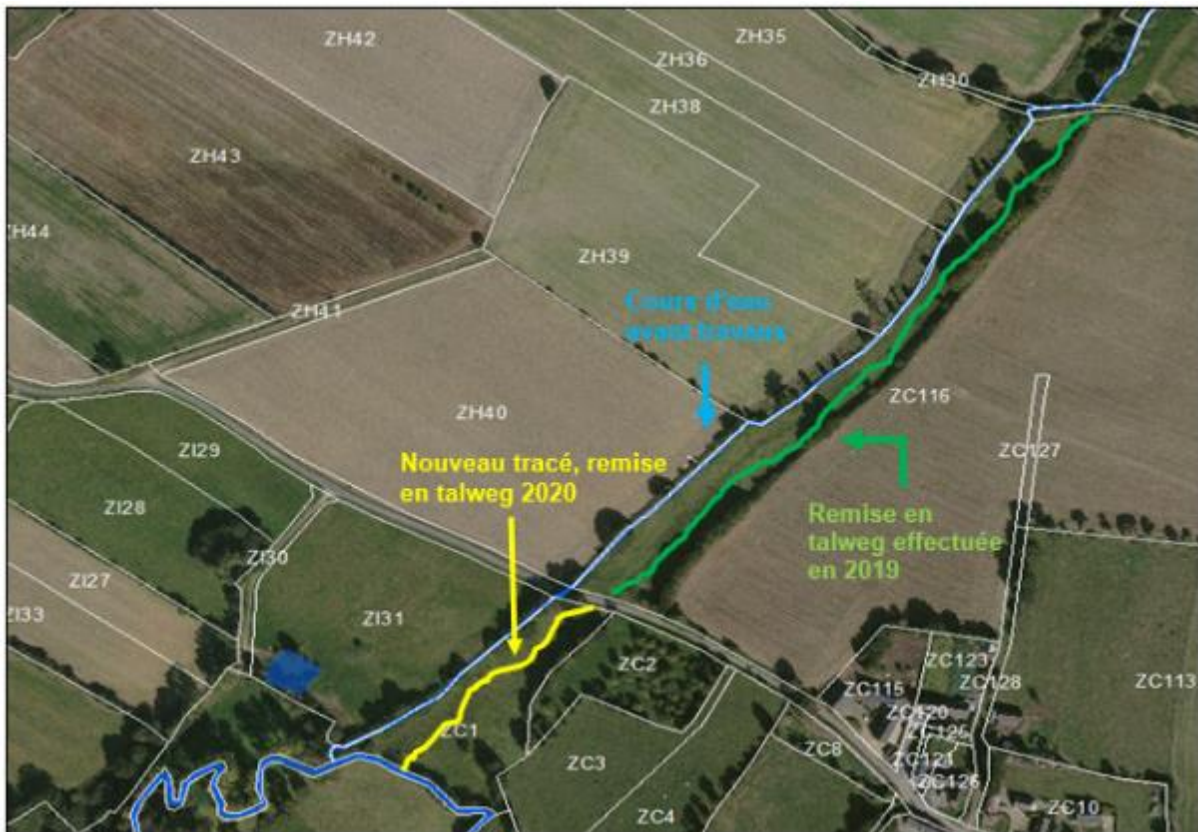 ZH42
ZH35
ZH36
ZH30
ZH38
ZH43
ZH44
ZH39
ZH41
Cours d'eau
avant travaux
ZH40
ZC116
ZC127
ZI29
Nouveau tracé, remise
en talweg 2020
ZI28
Remise en
talweg effectuée
en 2019
ZI30
ZI27
ZI33
ZI31
ZC2
ZC123
ZC128
ZC113
ZC115
ZC120
ZC125
ZC1
ZC8
ZC121
ZC3
ZC126
ZC4
ZC10